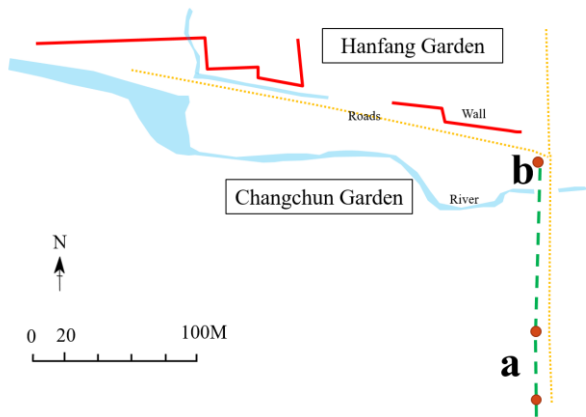 Hanfang Garden
Roads
Wall
b
Changchun Garden
River
N
0 20 100M
a